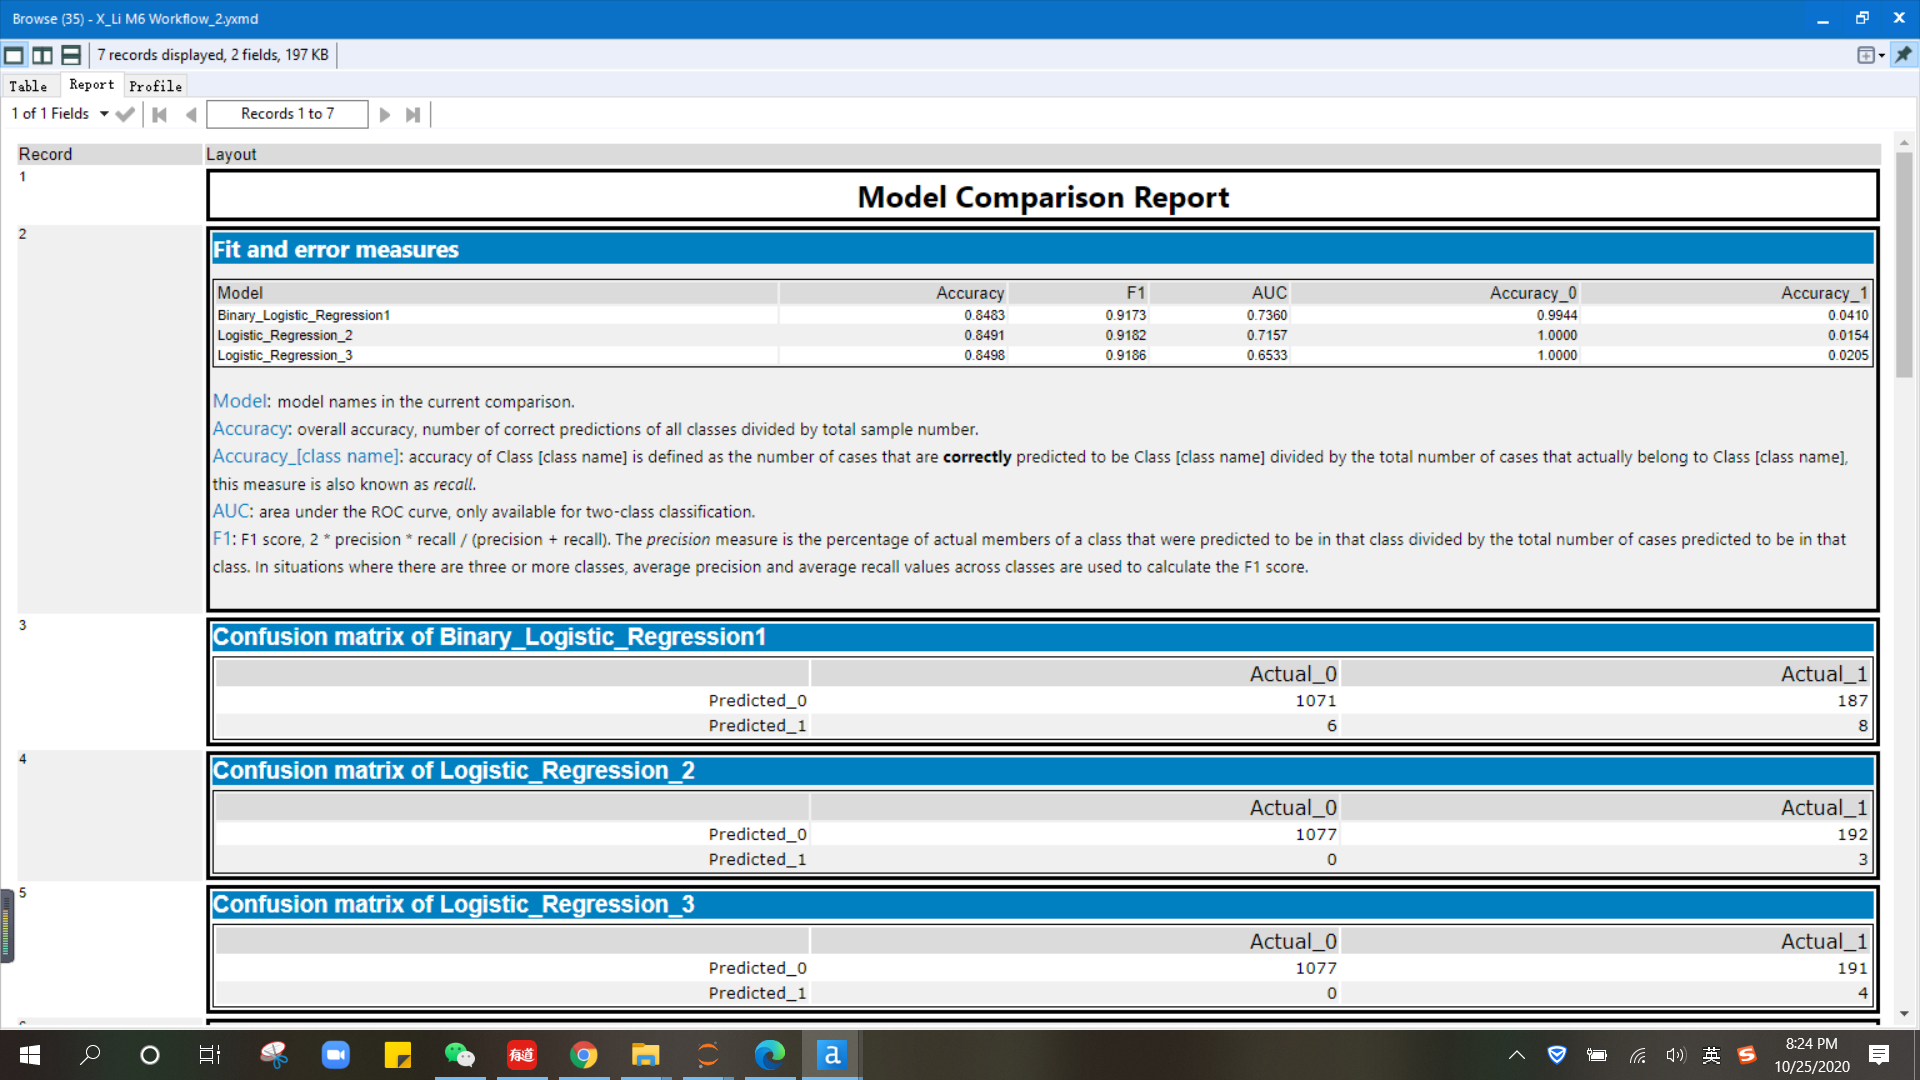 Browse (35) - X_Li M6 Workflow_2.yxmd
7 records displayed, 2 fields, 197 KB
Table Report Profile
1 of 1 Fields Records 1 to 7
Record Layout
1 Model Comparison Report
2 Fit and error measures
Model Accuracy F1 AUC Accuracy_0 Accuracy_1
Binary_Logistic_Regression1 0.8483 0.9173 0.7360 0.9944 0.0410
Logistic_Regression_2 0.8491 0.9182 0.7157 1.0000 0.0154
Logistic_Regression_3 0.8498 0.9186 0.6533 1.0000 0.0205
Model: model names in the current comparison.
Accuracy: overall accuracy, number of correct predictions of all classes divided by total sample number.
Accuracy_[class name]: accuracy of Class [class name] is defined as the number of cases that are correctly predicted to be Class [class name] divided by the total number of cases that actually belong to Class [class name],
this measure is also known as recall.
AUC: area under the ROC curve, only available for two-class classification.
F1: F1 score, 2 * precision * recall / (precision + recall). The precision measure is the percentage of actual members of a class that were predicted to be in that class divided by the total number of cases predicted to be in that
class. In situations where there are three or more classes, average precision and average recall values across classes are used to calculate the F1 score.
3 Confusion matrix of Binary_Logistic_Regression1
Actual_0 Actual_1
Predicted_0 1071 187
Predicted_1 6 8
4 Confusion matrix of Logistic_Regression_2
Actual_0 Actual_1
Predicted_0 1077 192
Predicted_1 0 3
5 Confusion matrix of Logistic_Regression_3
Actual_0 Actual_1
Predicted_0 1077 191
Predicted_1 0 4
有道 a 英 S
8:24 PM
10/25/2020